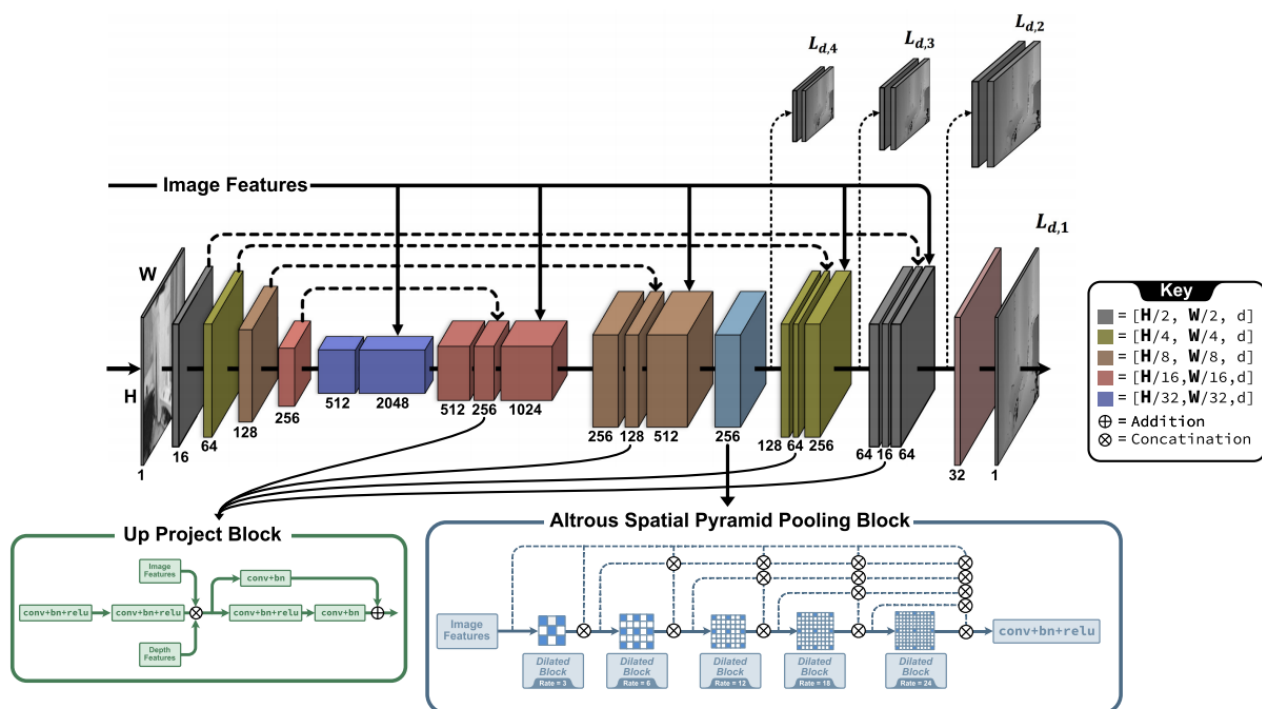 L_{d,4}
L_{d,3}
L_{d,2}
Image Features
L_{d,1}
W
H
1
16
64
128
256
512
2048
512
256
1024
256
128
512
256
128
64
256
64
16
64
32
1
Key
= [H/2, W/2, d]
= [H/4, W/4, d]
= [H/8, W/8, d]
= [H/16,W/16,d]
= [H/32,W/32,d]
⊕ = Addition
⊗ = Concatination
Up Project Block
Image
Features
conv+bn
conv+bn+relu
conv+bn+relu
conv+bn+relu
conv+bn
Depth
Features
Altrous Spatial Pyramid Pooling Block
Image
Features
conv+bn+relu
Dilated
Block
Rate = 3
Dilated
Block
Rate = 6
Dilated
Block
Rate = 12
Dilated
Block
Rate = 18
Dilated
Block
Rate = 24